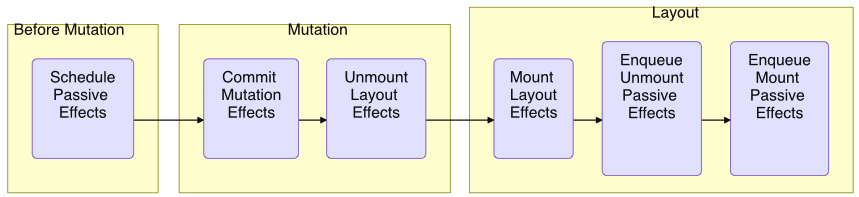 Before Mutation
Schedule
Passive
Effects
Mutation
Commit
Mutation
Effects
Unmount
Layout
Effects
Layout
Mount
Layout
Effects
Enqueue
Unmount
Passive
Effects
Enqueue
Mount
Passive
Effects